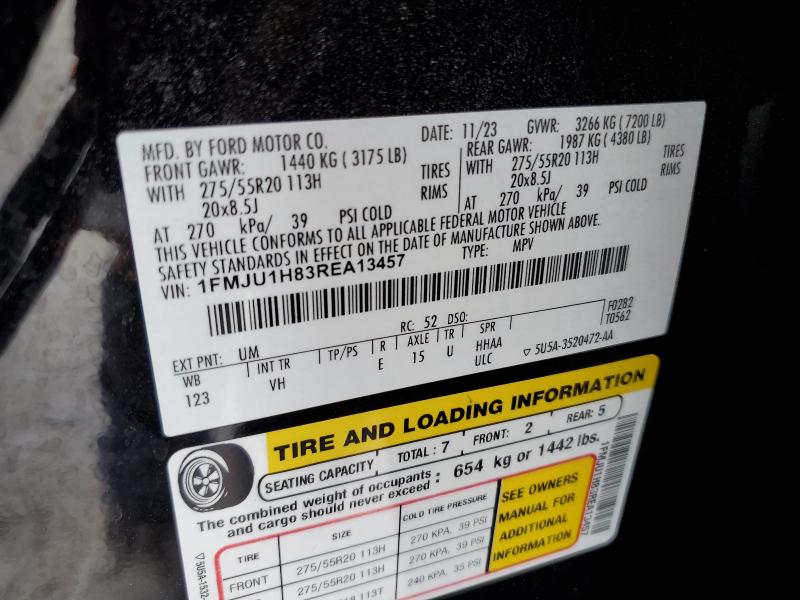 MFD. BY FORD MOTOR CO.
DATE: 11/23 GVWR: 3266 KG (7200 LB)
FRONT GAWR: 1440 KG (3175 LB)
REAR GAWR: 1987 KG (4380 LB)
WITH 275/55R20 113H TIRES
WITH 275/55R20 113H TIRES
20x8.5J RIMS
20x8.5J RIMS
AT 270 kPa/ 39 PSI COLD
AT 270 kPa/ 39 PSI COLD
THIS VEHICLE CONFORMS TO ALL APPLICABLE FEDERAL MOTOR VEHICLE
SAFETY STANDARDS IN EFFECT ON THE DATE OF MANUFACTURE SHOWN ABOVE.
VIN: 1FMJU1H83REA13457
TYPE: MPV
F0282
T0562
EXT PNT: UM RC: 52 DSO:
WB INT TR TP/PS R AXLE TR SPR
123 VH E 15 U HHAA
ULC
5U5A-3520472-AA
TIRE AND LOADING INFORMATION
SEATING CAPACITY TOTAL: 7 FRONT: 2 REAR: 5
The combined weight of occupants
and cargo should never exceed : 654 kg or 1442 lbs.
TIRE SIZE COLD TIRE PRESSURE
FRONT 275/55R20 113H 270 KPA, 39 PSI
275/55R20 113H 270 KPA, 39 PSI
113T 240 KPA, 35 PSI
SEE OWNERS
MANUAL FOR
ADDITIONAL
INFORMATION
5U5A-1532-